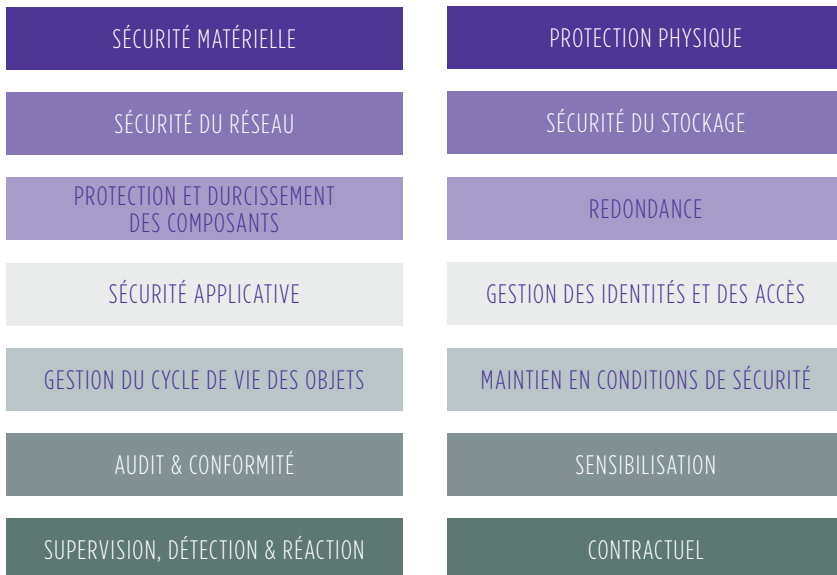 SÉCURITÉ MATÉRIELLE
PROTECTION PHYSIQUE
SÉCURITÉ DU RÉSEAU
SÉCURITÉ DU STOCKAGE
PROTECTION ET DURCISSEMENT
DES COMPOSANTS
REDONDANCE
SÉCURITÉ APPLICATIVE
GESTION DES IDENTITÉS ET DES ACCÈS
GESTION DU CYCLE DE VIE DES OBJETS
MAINTIEN EN CONDITIONS DE SÉCURITÉ
AUDIT & CONFORMITÉ
SENSIBILISATION
SUPERVISION, DÉTECTION & RÉACTION
CONTRACTUEL